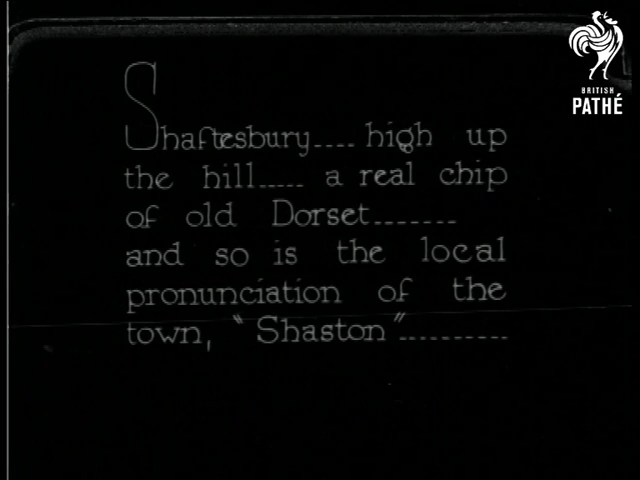 BRITISH
PATHÉ
Shaftesbury.... high up
the hill..... a real chip
of old Dorset.......
and so is the local
pronunciation of the
town, "Shaston"..........